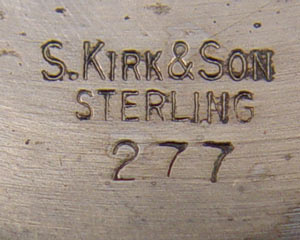 S. KIRK & SON
STERLING
277